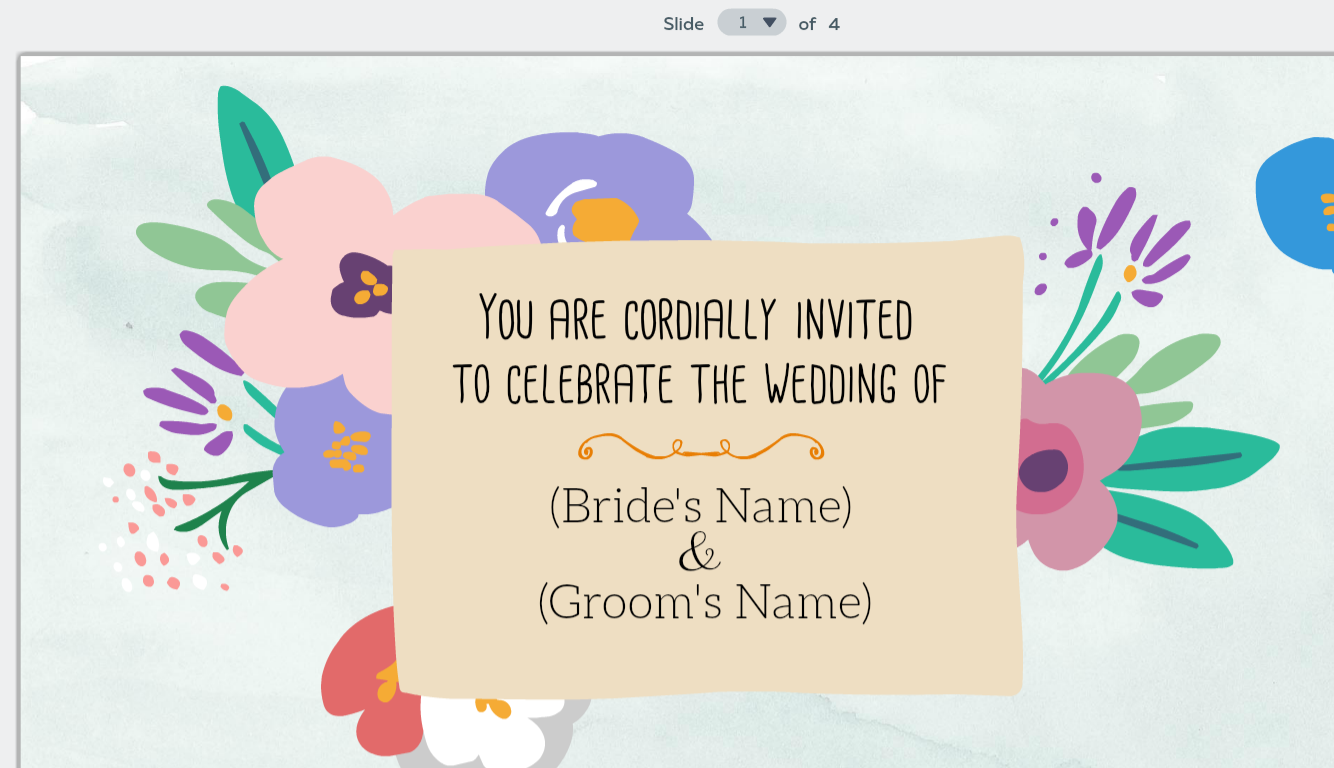 Slide 1 of 4
You are cordially invited
to celebrate the wedding of
(Bride's Name)
&
(Groom's Name)